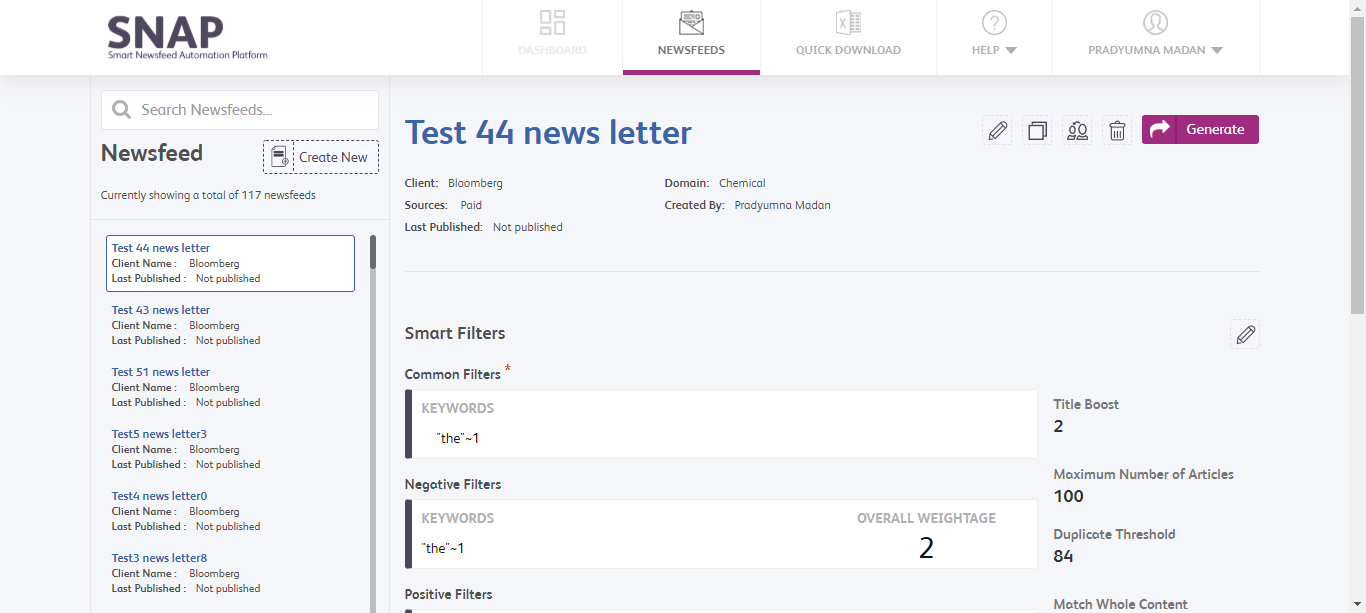 SNAP
Smart Newsfeed Automation Platform
DASHBOARD
NEWSFEEDS
QUICK DOWNLOAD
HELP
PRADYUMNA MADAN
Search Newsfeeds...
Newsfeed
Create New
Currently showing a total of 117 newsfeeds
Test 44 news letter
Client Name : Bloomberg
Last Published : Not published
Test 43 news letter
Client Name : Bloomberg
Last Published : Not published
Test 51 news letter
Client Name : Bloomberg
Last Published : Not published
Test5 news letter3
Client Name : Bloomberg
Last Published : Not published
Test4 news letter0
Client Name : Bloomberg
Last Published : Not published
Test3 news letter8
Client Name : Bloomberg
Last Published : Not published
Test 44 news letter
Generate
Client: Bloomberg
Domain: Chemical
Sources: Paid
Created By: Pradyumna Madan
Last Published: Not published
Smart Filters
Common Filters *
KEYWORDS
"the"~1
Negative Filters
KEYWORDS
OVERALL WEIGHTAGE
"the"~1
2
Positive Filters
Title Boost
2
Maximum Number of Articles
100
Duplicate Threshold
84
Match Whole Content